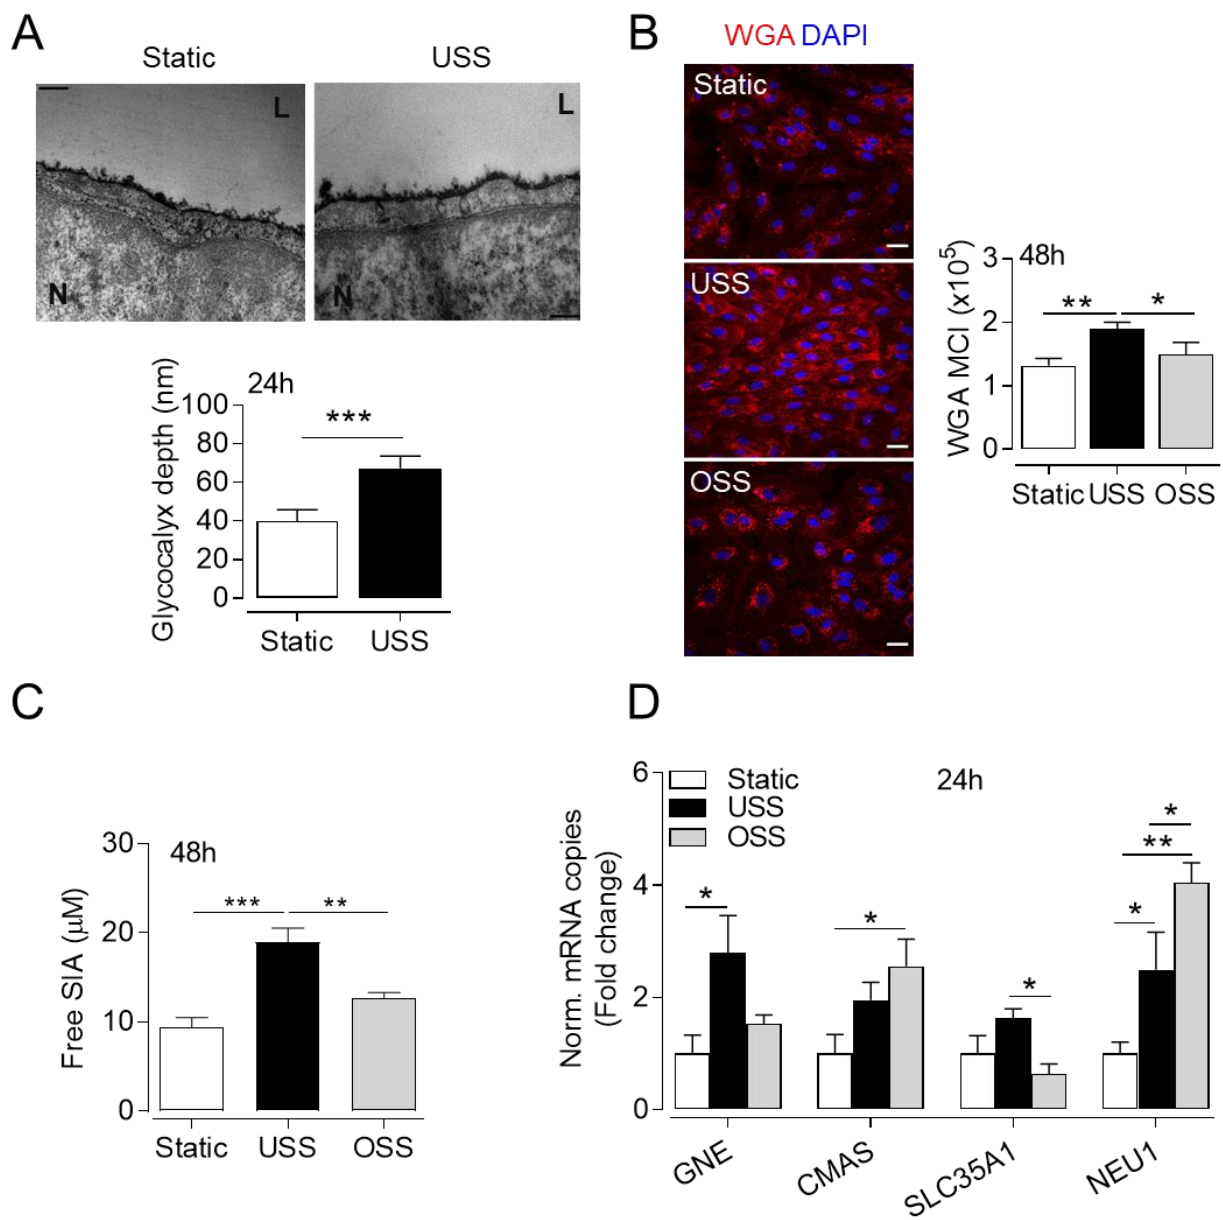 A
Static
USS
L
L
N
N
24h
***
Glycocalyx depth (nm)
100
80
60
40
20
0
Static
USS
B
WGA DAPI
Static
USS
OSS
48h
**
*
WGA MCI (x10⁵)
3
2
1
0
Static USS OSS
C
48h
***
**
Free SIA (μM)
30
20
10
0
Static
USS
OSS
D
Static
USS
OSS
24h
Norm. mRNA copies
(Fold change)
6
4
2
0
*
*
*
*
**
*
GNE
CMAS
SLC35A1
NEU1